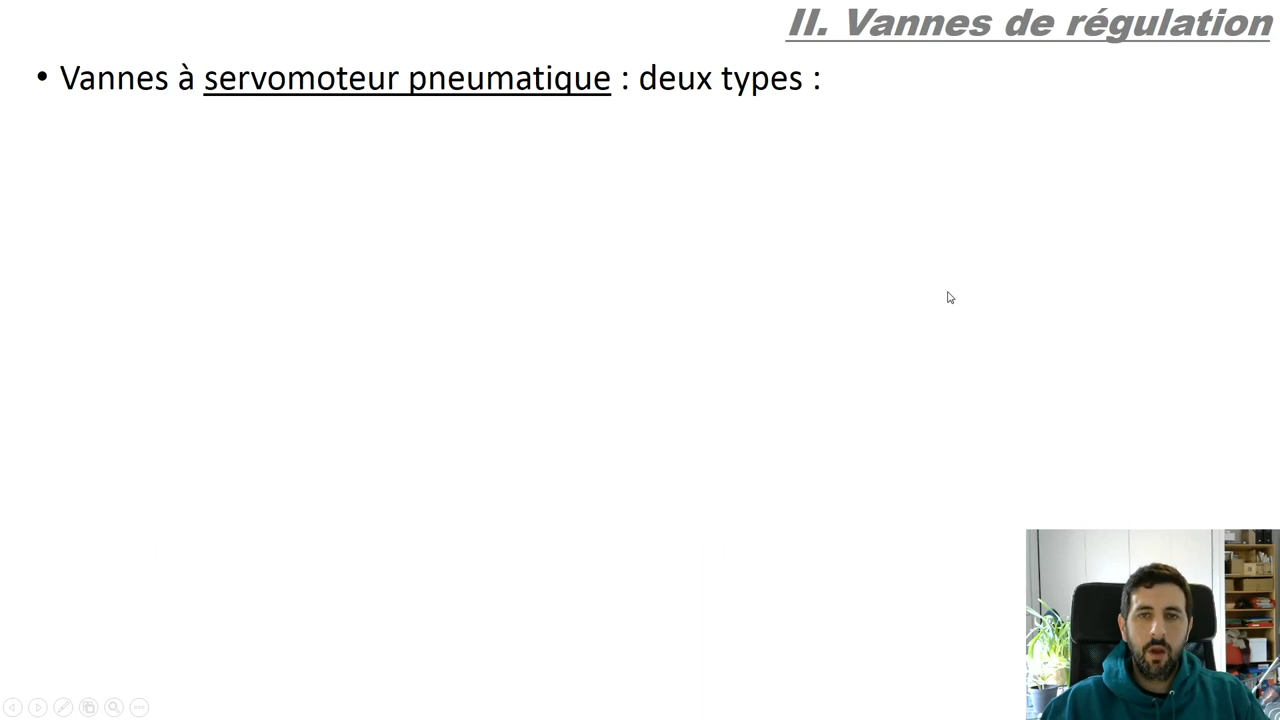 II. Vannes de régulation
• Vannes à servomoteur pneumatique : deux types :